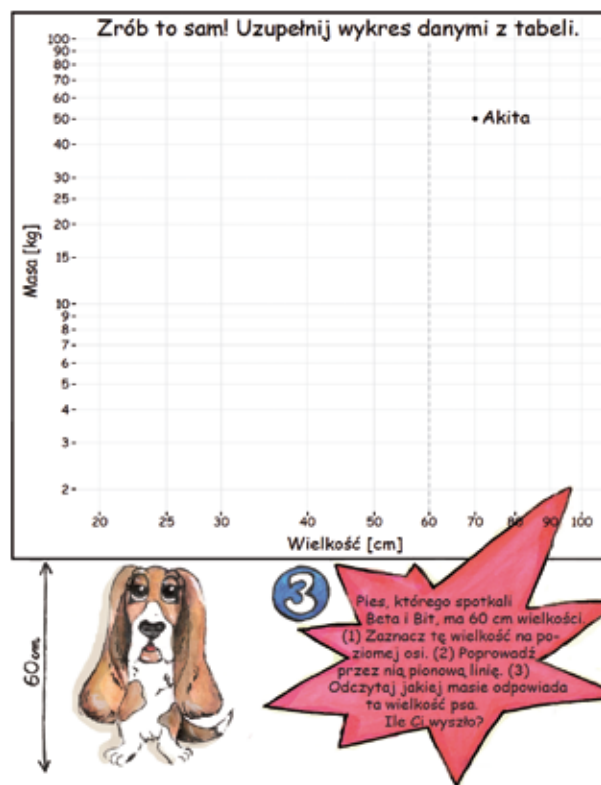 Zrób to sam! Uzupełnij wykres danymi z tabeli.
100
90
80
70
60
50
40
30
25
20
15
10
9
8
7
6
5
4
3
2
Masa [kg]
Akita
20 25 30 40 50 60 70 80 90 100
Wielkość [cm]
60cm
3
Pies, którego spotkali
Beta i Bit, ma 60 cm wielkości.
(1) Zaznacz tę wielkość na po-
ziomej osi. (2) Poprowadź
przez nią pionową linię. (3)
Odczytaj jakiej masie odpowiada
ta wielkość psa.
Ile Ci wyszło?